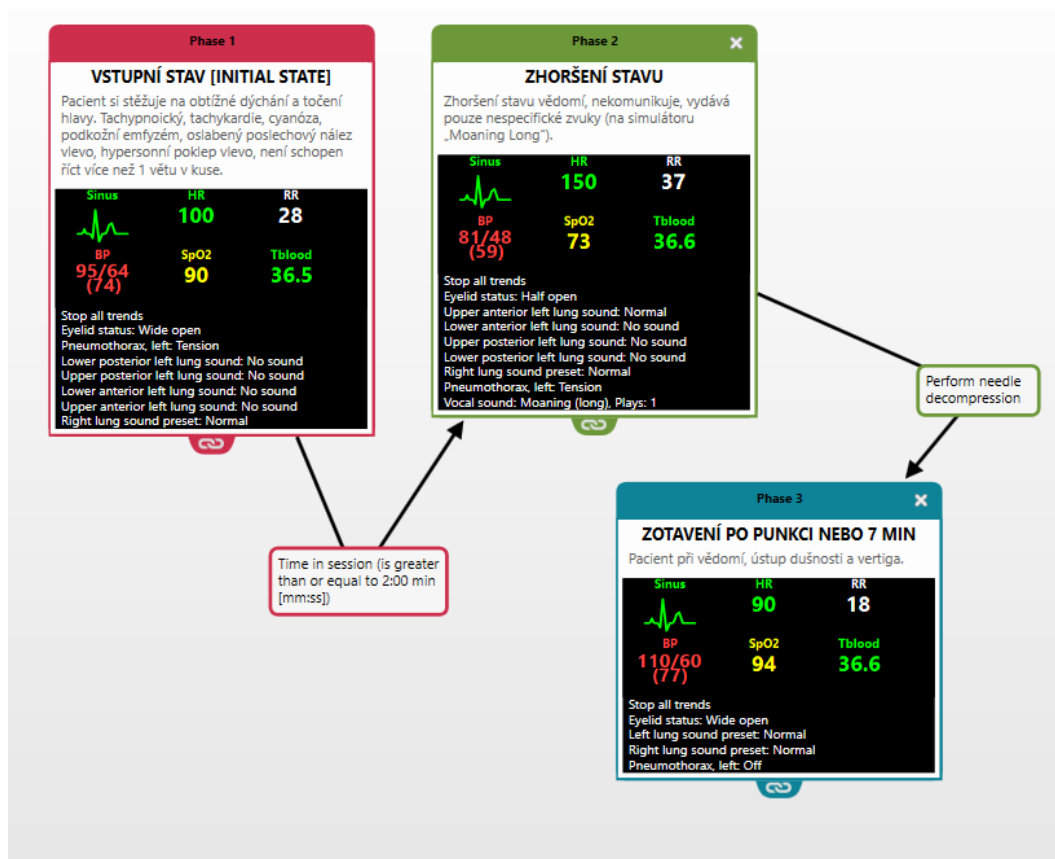 Phase 1
VSTUPNÍ STAV [INITIAL STATE]
Pacient si stěžuje na obtížné dýchání a točení
hlavy. Tachypnoický, tachykardie, cyanóza,
podkožní emfyzém, oslabený poslechový nález
vlevo, hypersonní poklep vlevo, není schopen
říct více než 1 větu v kuse.
Sinus HR RR
100 28
BP SpO2 Tblood
95/64 90 36.5
(74)
Stop all trends
Eyelid status: Wide open
Pneumothorax, left: Tension
Lower posterior left lung sound: No sound
Upper posterior left lung sound: No sound
Lower anterior left lung sound: No sound
Upper anterior left lung sound: No sound
Right lung sound preset: Normal
Time in session (is greater
than or equal to 2:00 min
[mm:ss])
Phase 2
ZHORŠENÍ STAVU
Zhoršení stavu vědomí, nekomunikuje, vydává
pouze nespecifické zvuky (na simulátoru
„Moaning Long“).
Sinus HR RR
150 37
BP SpO2 Tblood
81/48 73 36.6
(59)
Stop all trends
Eyelid status: Half open
Upper anterior left lung sound: Normal
Lower anterior left lung sound: No sound
Upper posterior left lung sound: No sound
Lower posterior left lung sound: No sound
Right lung sound preset: Normal
Pneumothorax, left: Tension
Vocal sound: Moaning (long), Plays: 1
Perform needle
decompression
Phase 3
ZOTAVENÍ PO PUNKCI NEBO 7 MIN
Pacient při vědomí, ústup dušnosti a vertiga.
Sinus HR RR
90 18
BP SpO2 Tblood
110/60 94 36.6
(77)
Stop all trends
Eyelid status: Wide open
Left lung sound preset: Normal
Right lung sound preset: Normal
Pneumothorax, left: Off